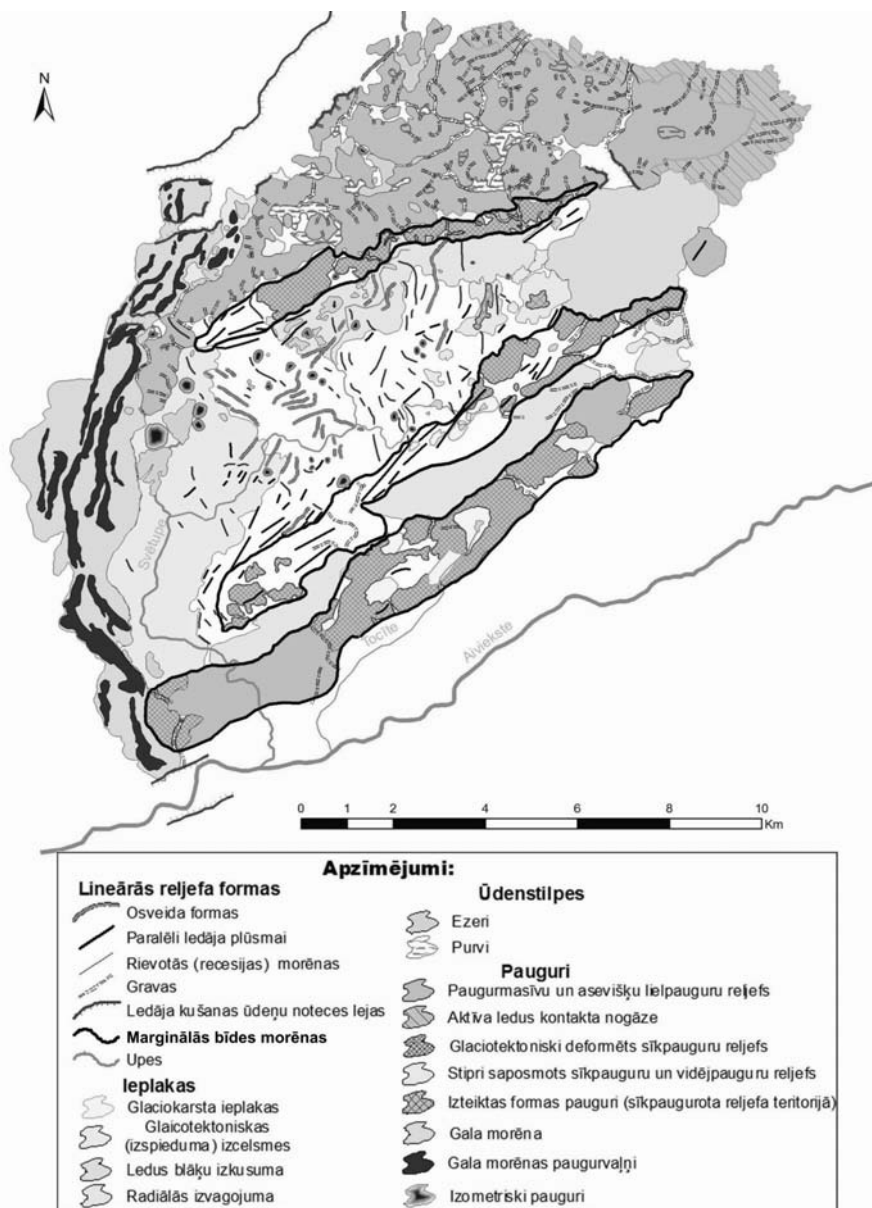 N
Svētupe
Tocīte
Aiviekste
0 1 2 4 6 8 10
Km
Apzīmējumi:
Lineārās reljefa formas
Osveida formas
Paralēli ledāja plūsmai
Rievotās (recesijas) morēnas
Gravas
Ledāja kušanas ūdeņu noteces lejas
Marginālās bīdes morēnas
Upes
Ieplakas
Glaciokarsta ieplakas
Glaicotektoniskas
(izspieduma) izcelsmes
Ledus blāķu izkusuma
Radiālās izvagojuma
Ūdenstilpes
Ezeri
Purvi
Pauguri
Paugurmasīvu un asevišķu lielpauguru reljefs
Aktīva ledus kontakta nogāze
Glaciotektoniski deformēts sīkpauguru reljefs
Stipri saposmots sīkpauguru un vidējpauguru reljefs
Izteiktas formas pauguri (sīkpaugurota reljefa teritorijā)
Gala morēna
Gala morēnas paugurvaļņi
Izometriski pauguri